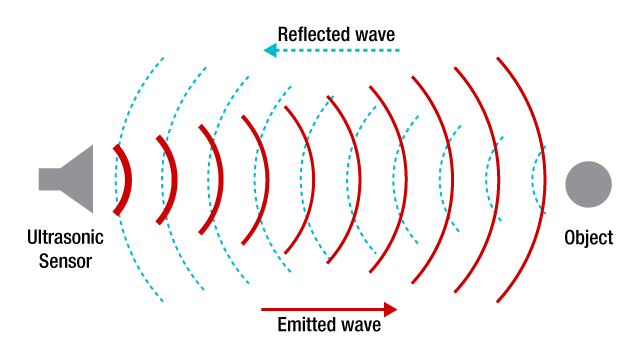 Reflected wave
Ultrasonic
Sensor
Object
Emitted wave